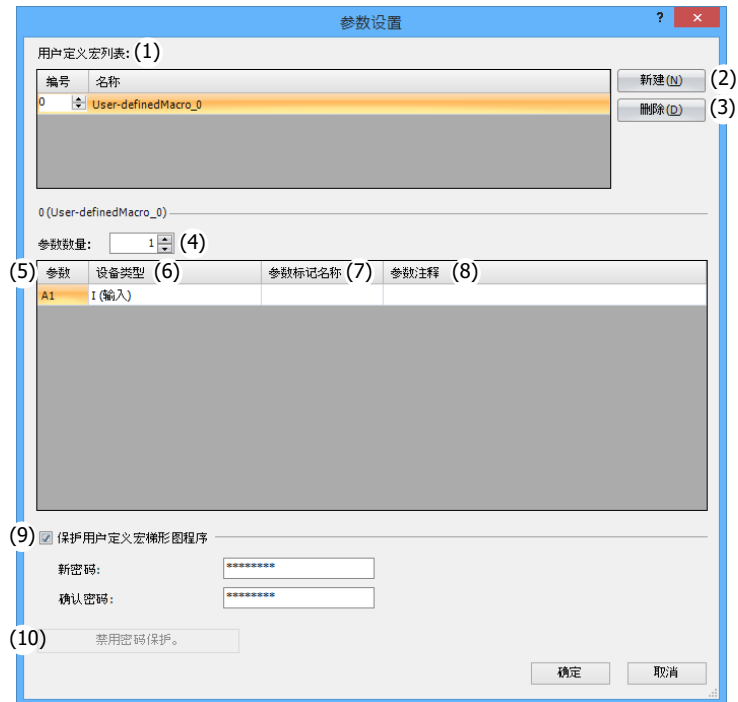 参数设置 ? ×
用户定义宏列表: (1)
编号 名称 新建(N) (2)
0 User-definedMacro_0 删除(D) (3)
0 (User-definedMacro_0)
参数数量: 1 (4)
(5) 参数 设备类型 (6) 参数标记名称 (7) 参数注释 (8)
A1 I (输入)
(9) 保护用户定义宏梯形图程序
新密码: ********
确认密码: ********
(10) 禁用密码保护。
确定 取消